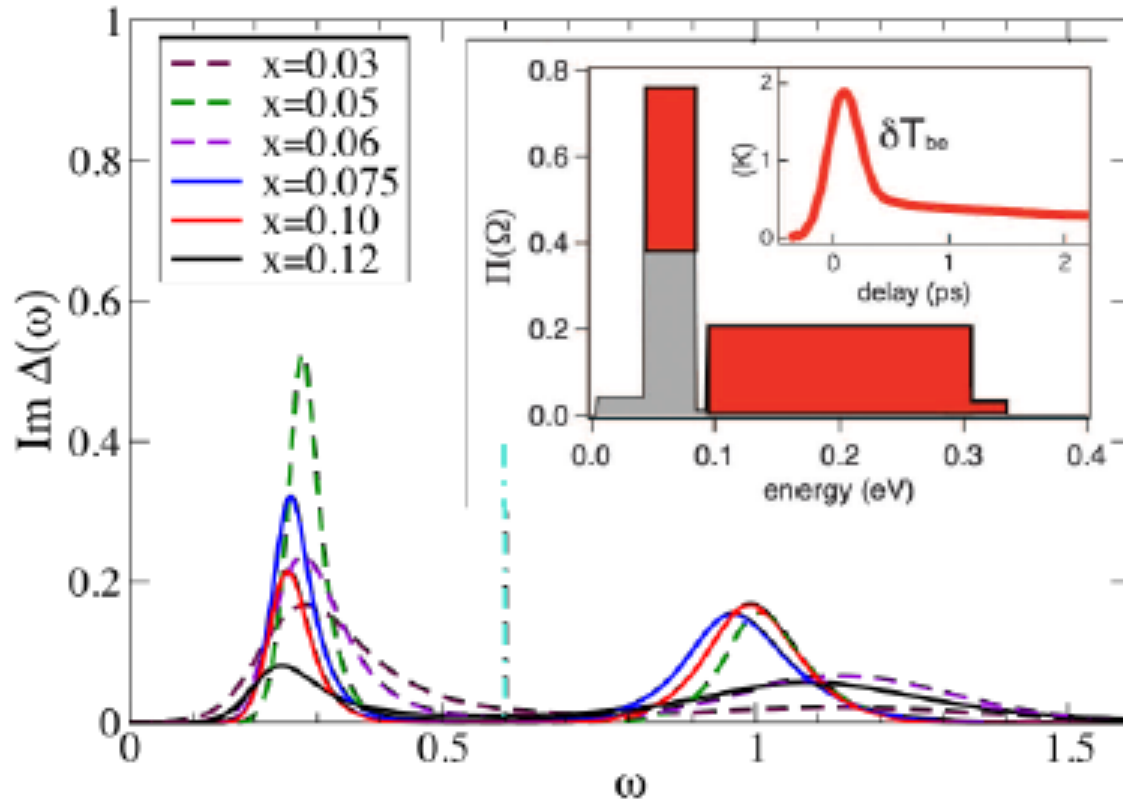 1
0.8
0.6
0.4
0.2
0
Im Δ(ω)
x=0.03
x=0.05
x=0.06
x=0.075
x=0.10
x=0.12
0.8
0.6
0.4
0.2
0.0
Π(Ω)
0.0 0.1 0.2 0.3 0.4
energy (eV)
2
1
0
(K)
δT_be
0 1 2
delay (ps)
0 0.5 1 1.5
ω